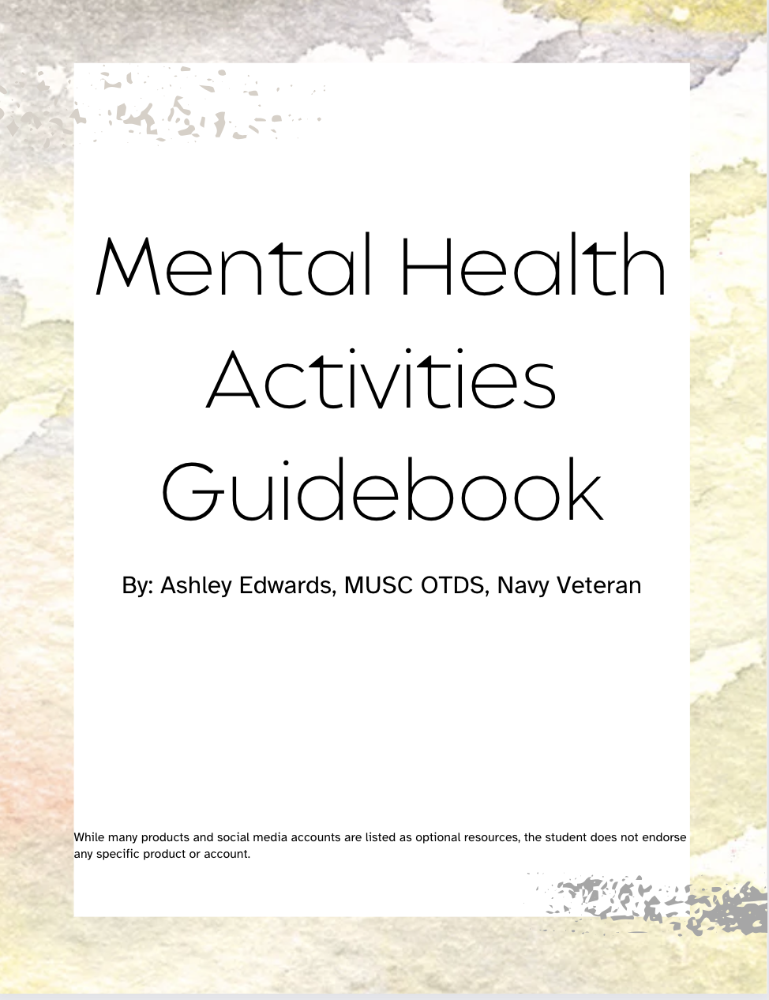 Mental Health
Activities
Guidebook
By: Ashley Edwards, MUSC OTDS, Navy Veteran
While many products and social media accounts are listed as optional resources, the student does not endorse
any specific product or account.